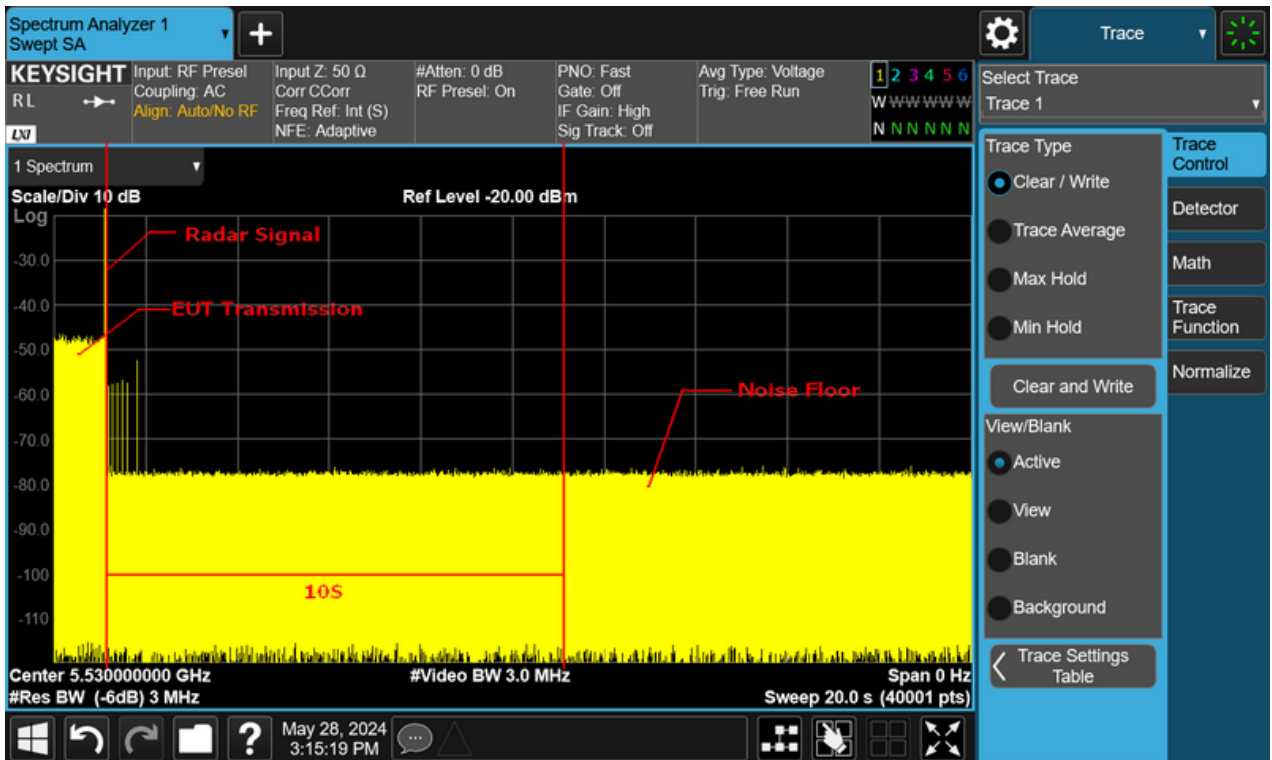 Spectrum Analyzer 1
Swept SA
+
Trace
KEYSIGHT
R L
LXI
Input: RF Presel
Coupling: AC
Align: Auto/No RF
Input Z: 50 Ω
Corr CCorr
Freq Ref: Int (S)
NFE: Adaptive
#Atten: 0 dB
RF Presel: On
PNO: Fast
Gate: Off
IF Gain: High
Sig Track: Off
Avg Type: Voltage
Trig: Free Run
1 2 3 4 5 6
W W W W W W
N N N N N N
1 Spectrum
Scale/Div 10 dB
Ref Level -20.00 dBm
Log
-30.0
-40.0
-50.0
-60.0
-70.0
-80.0
-90.0
-100
-110
Radar Signal
EUT Transmission
Noise Floor
10S
Center 5.530000000 GHz
#Video BW 3.0 MHz
Span 0 Hz
#Res BW (-6dB) 3 MHz
Sweep 20.0 s (40001 pts)
?
May 28, 2024
3:15:19 PM
Select Trace
Trace 1
Trace Type
Clear / Write
Trace Average
Max Hold
Min Hold
Clear and Write
View/Blank
Active
View
Blank
Background
Trace Settings
Table
Trace
Control
Detector
Math
Trace
Function
Normalize